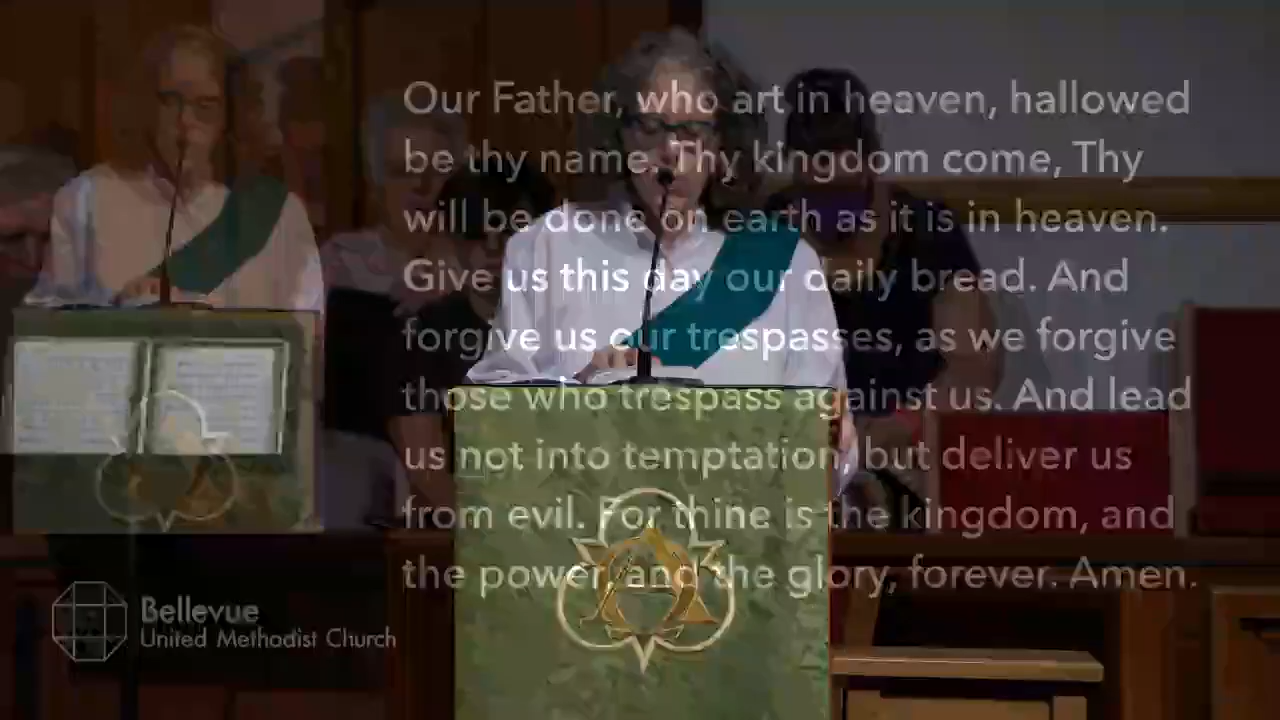 Our Father, who art in heaven, hallowed
be thy name. Thy kingdom come, Thy
will be done on earth as it is in heaven.
Give us this day our daily bread. And
forgive us our trespasses, as we forgive
those who trespass against us. And lead
us not into temptation, but deliver us
from evil. For thine is the kingdom, and
the power, and the glory, forever. Amen.
Bellevue
United Methodist Church